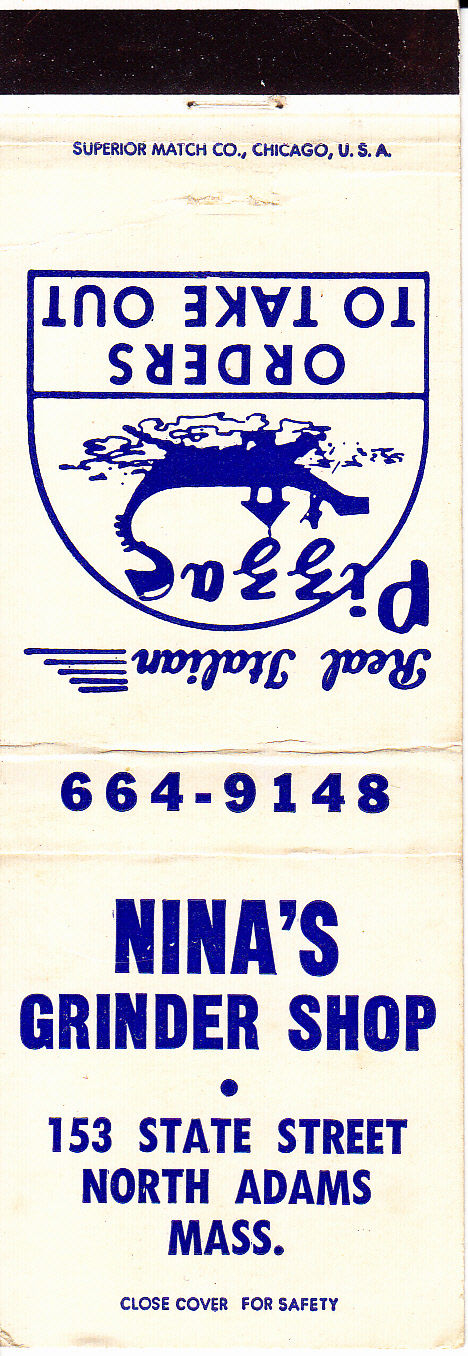 SUPERIOR MATCH CO., CHICAGO, U. S. A.
Real Italian
Pizza
ORDERS
TO TAKE OUT
664-9148
NINA'S
GRINDER SHOP
•
153 STATE STREET
NORTH ADAMS
MASS.
CLOSE COVER FOR SAFETY